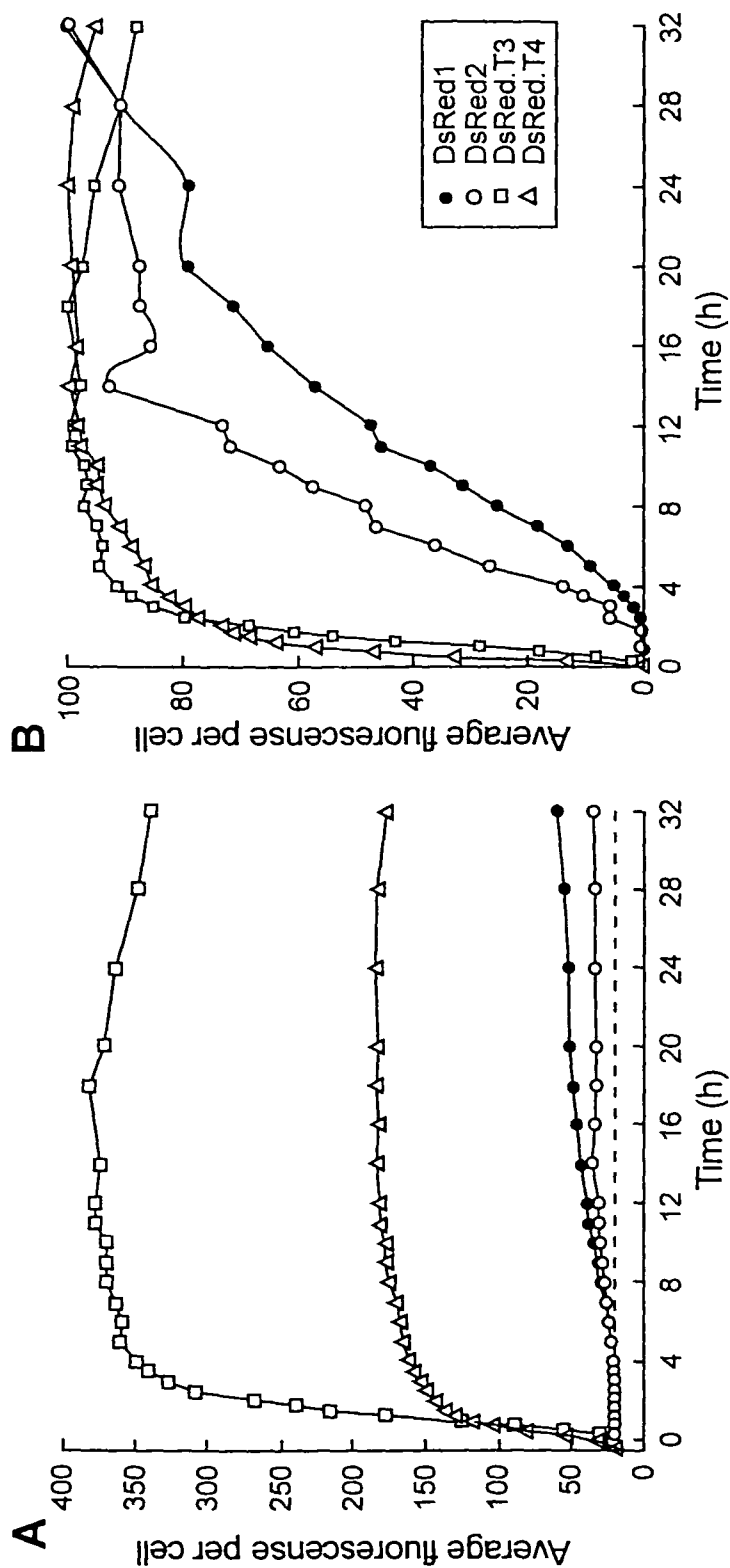 A
Average fluorescense per cell
400
350
300
250
200
150
100
50
0
0 4 8 12 16 20 24 28 32
Time (h)
B
Average fluorescense per cell
100
80
60
40
20
0
0 4 8 12 16 20 24 28 32
Time (h)
DsRed1
DsRed2
DsRed.T3
DsRed.T4